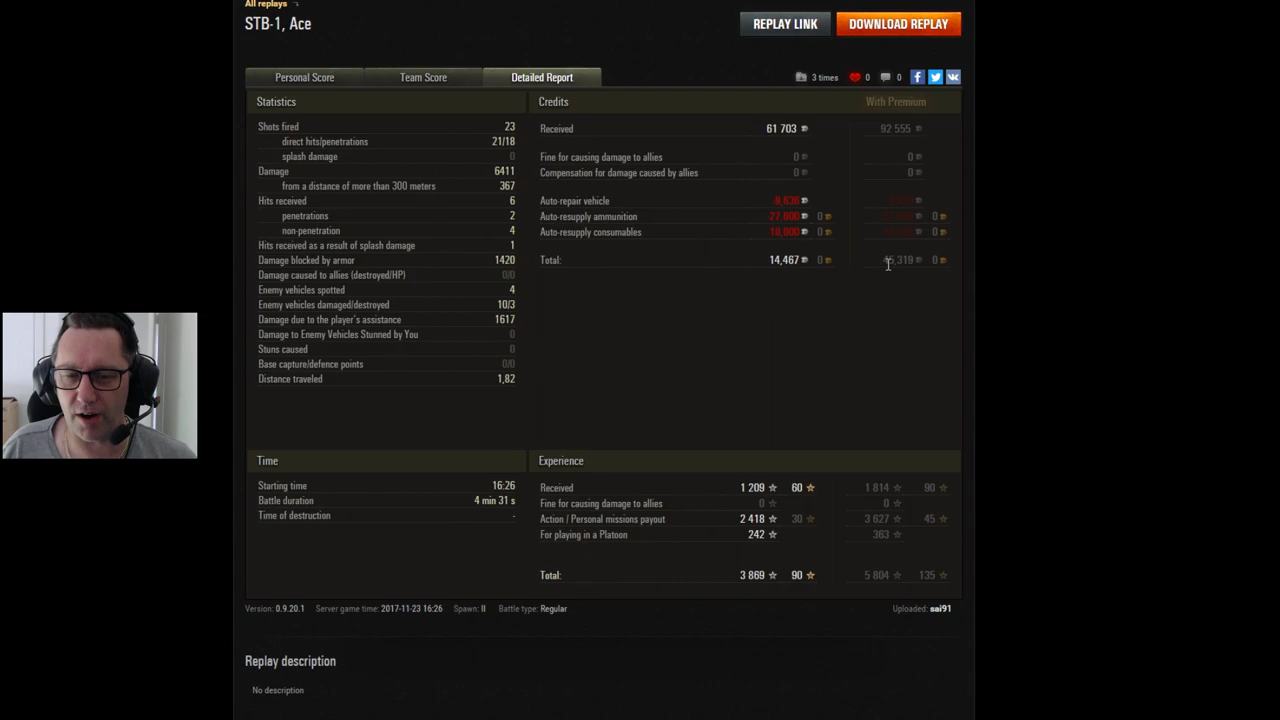 All replays
STB-1, Ace
REPLAY LINK
DOWNLOAD REPLAY
Personal Score
Team Score
Detailed Report
3 times
0
0
Statistics
Shots fired 23
direct hits/penetrations 21/18
splash damage 0
Damage 6411
from a distance of more than 300 meters 367
Hits received 6
penetrations 2
non-penetration 4
Hits received as a result of splash damage 1
Damage blocked by armor 1420
Damage caused to allies (destroyed/HP) 0/0
Enemy vehicles spotted 4
Enemy vehicles damaged/destroyed 10/3
Damage due to the player's assistance 1617
Damage to Enemy Vehicles Stunned by You 0
Stuns caused 0
Base capture/defence points 0/0
Distance traveled 1,82
Credits With Premium
Received 61 703 92 555
Fine for causing damage to allies 0 0
Compensation for damage caused by allies 0 0
Auto-repair vehicle
Auto-resupply ammunition 0 0
Auto-resupply consumables 0 0
Total: 14,467 0 0
Time
Starting time 16:26
Battle duration 4 min 31 s
Time of destruction -
Experience
Received 1 209 60 1 814 90
Fine for causing damage to allies 0 0
Action / Personal missions payout 2 418 30 3 627 45
For playing in a Platoon 242 363
Total: 3 869 90 5 804 135
Version: 0.9.20.1 Server game time: 2017-11-23 16:26 Spawn: II Battle type: Regular Uploaded: sai91
Replay description
No description